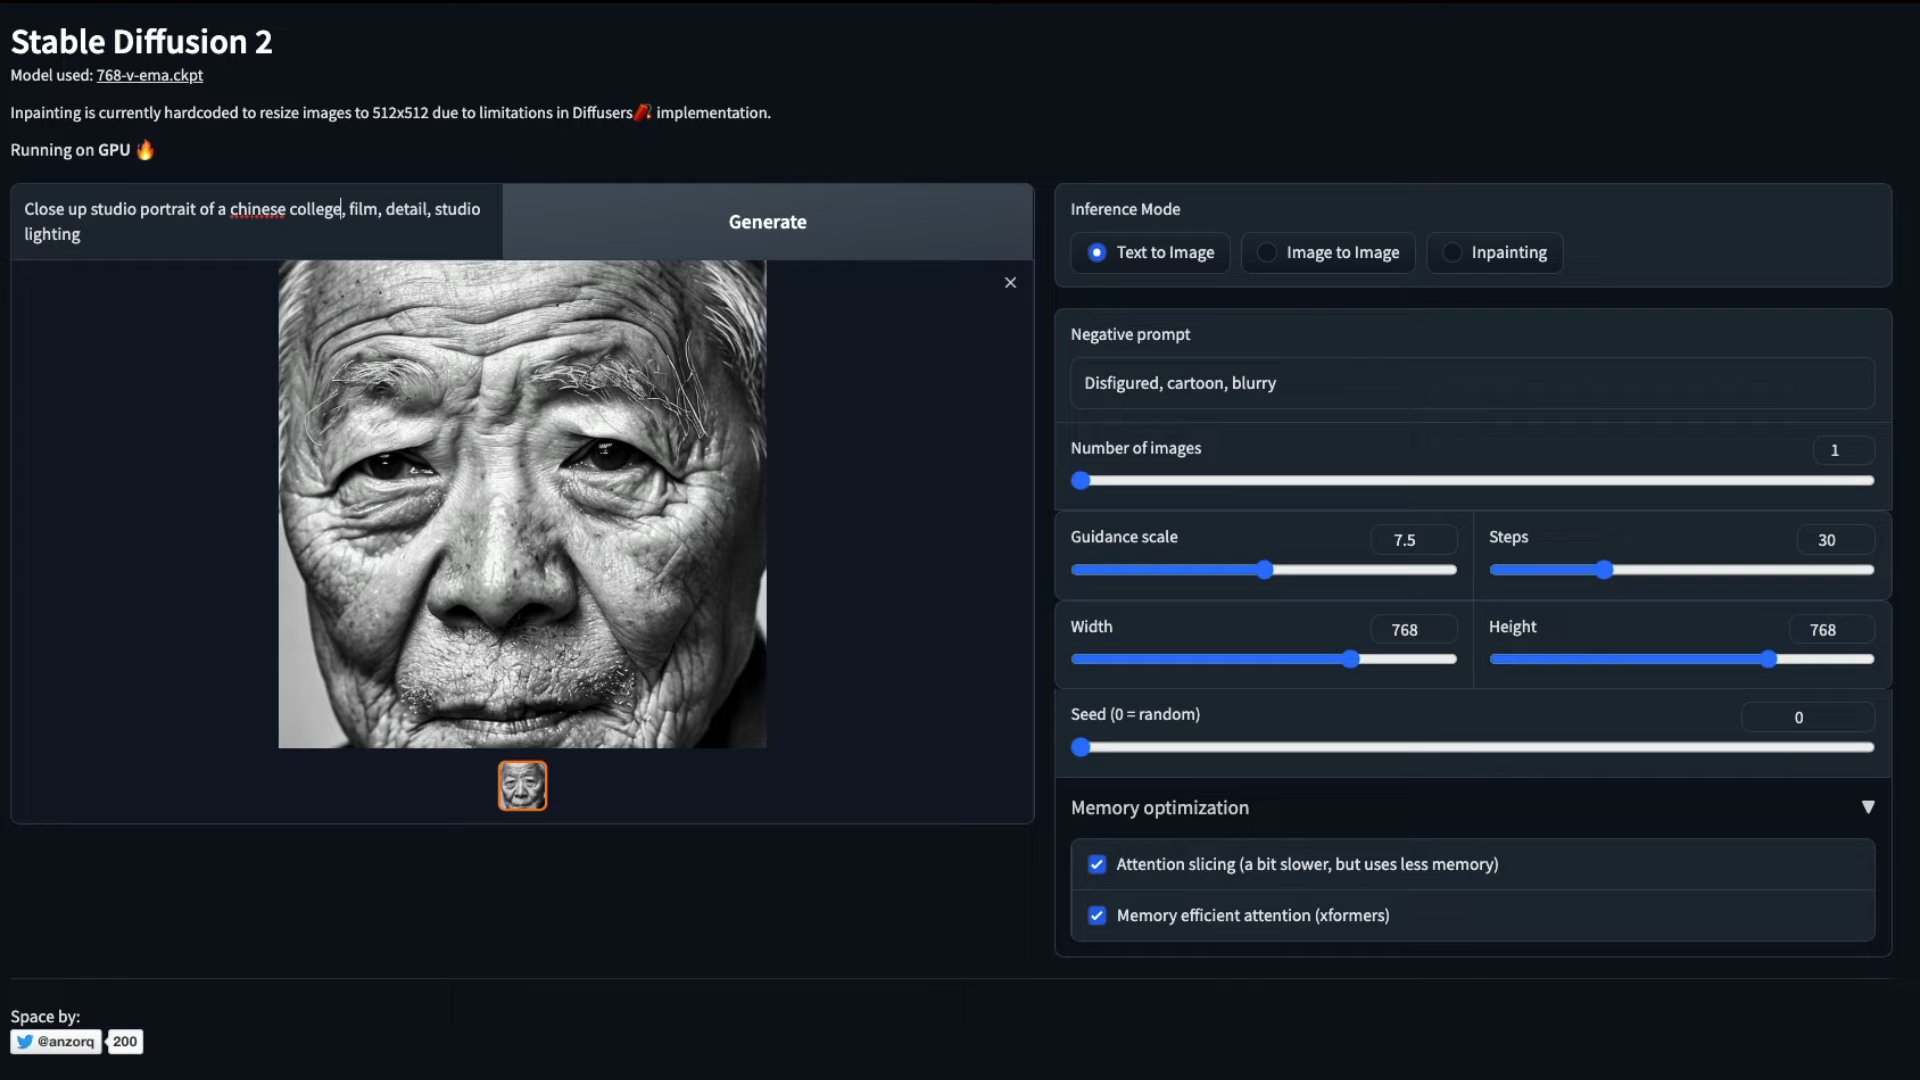 Stable Diffusion 2
Model used: 768-v-ema.ckpt
Inpainting is currently hardcoded to resize images to 512x512 due to limitations in Diffusers🧨 implementation.
Running on GPU 🔥
Close up studio portrait of a chinese college, film, detail, studio
lighting
Generate
Inference Mode
Text to Image
Image to Image
Inpainting
Negative prompt
Disfigured, cartoon, blurry
Number of images
1
Guidance scale
7.5
Steps
30
Width
768
Height
768
Seed (0 = random)
0
Memory optimization
Attention slicing (a bit slower, but uses less memory)
Memory efficient attention (xformers)
Space by:
@anzorq
200